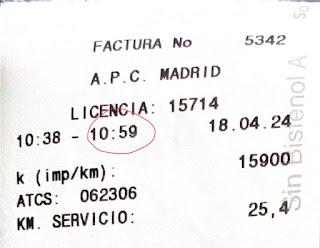 FACTURA No 5342
A.P.C. MADRID
LICENCIA: 15714
10:38 - 10:59 18.04.24
k (imp/km): 15900
ATCS: 062306
KM. SERVICIO: 25,4
Sin Bisfenol A
So